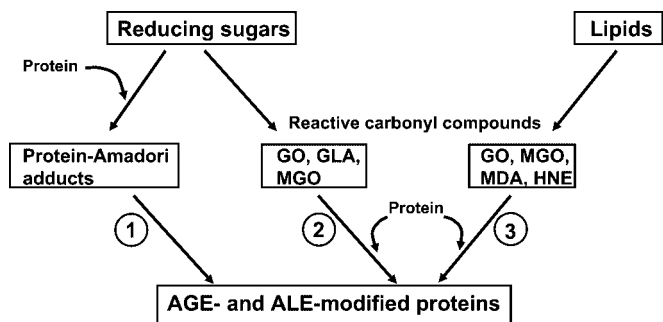 Reducing sugars
Lipids
Protein
Reactive carbonyl compounds
Protein-Amadori
adducts
GO, GLA,
MGO
GO, MGO,
MDA, HNE
Protein
1
2
3
AGE- and ALE-modified proteins